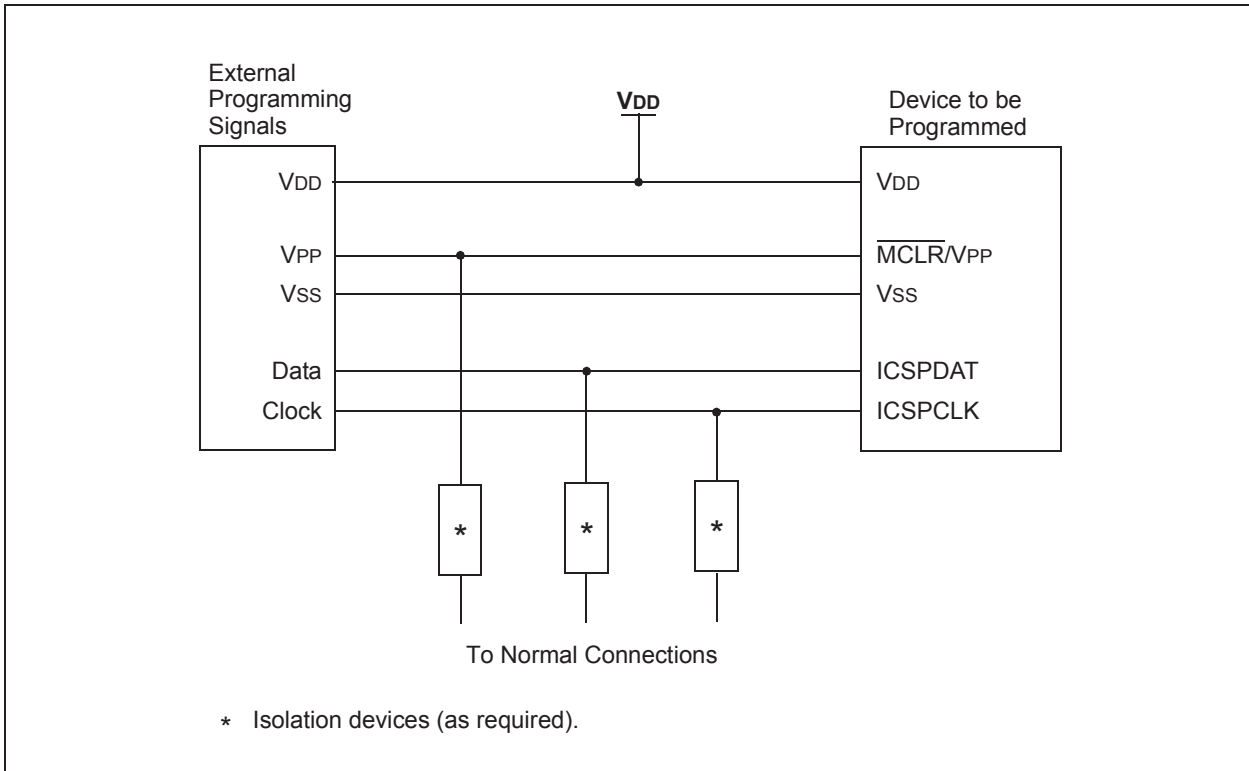 External
Programming
Signals
VDD
Device to be
Programmed
VDD
VPP
VSS
Data
Clock
VDD
M̅C̅L̅R̅/VPP
VSS
ICSPDAT
ICSPCLK
*
*
*
To Normal Connections
* Isolation devices (as required).